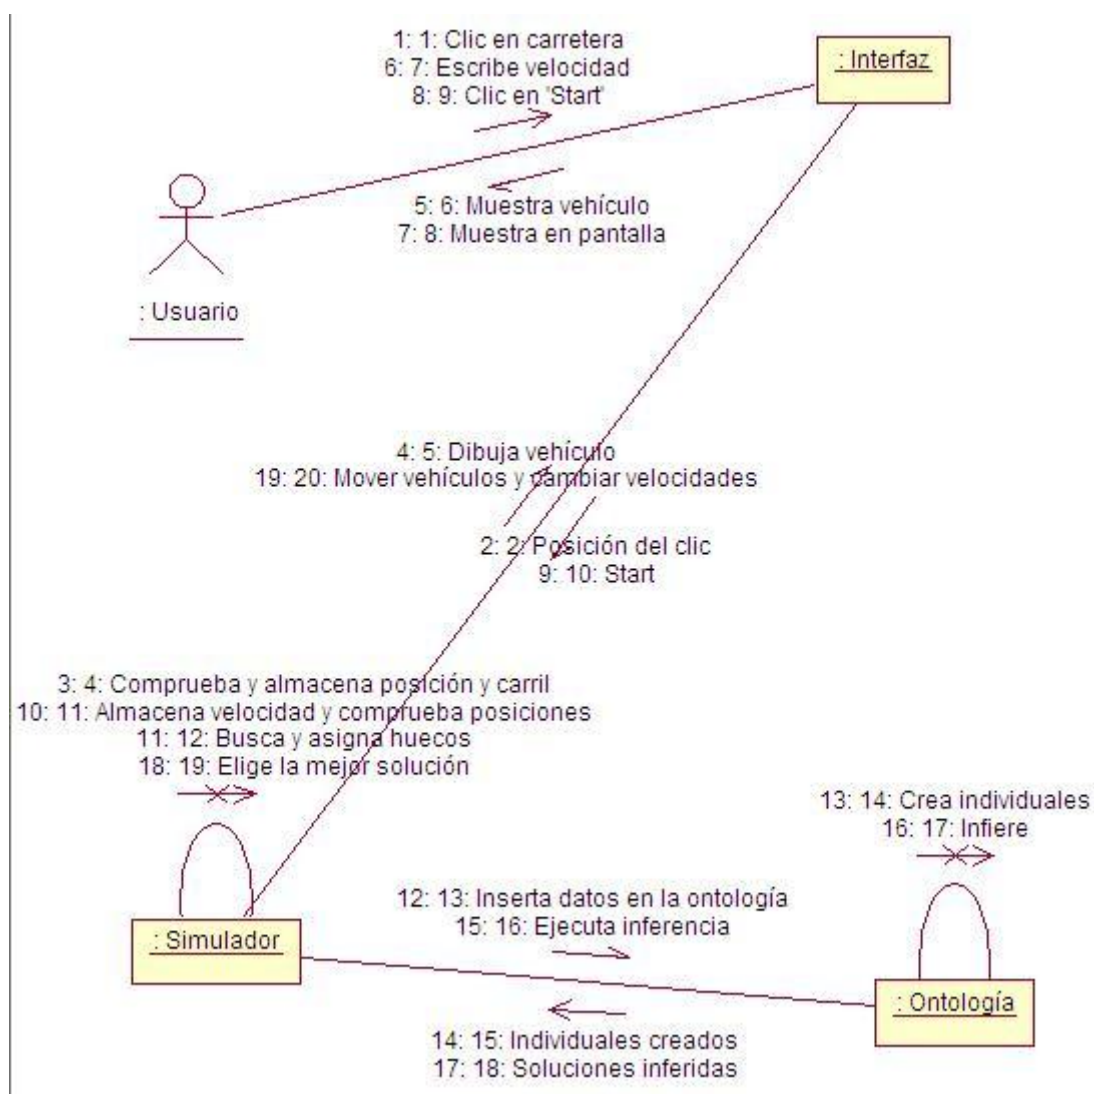 1: 1: Clic en carretera
6: 7: Escribe velocidad
8: 9: Clic en 'Start'
: Interfaz
5: 6: Muestra vehículo
7: 8: Muestra en pantalla
: Usuario
4: 5: Dibuja vehículo
19: 20: Mover vehículos y cambiar velocidades
2: 2: Posición del clic
9: 10: Start
3: 4: Comprueba y almacena posición y carril
10: 11: Almacena velocidad y comprueba posiciones
11: 12: Busca y asigna huecos
18: 19: Elige la mejor solución
13: 14: Crea individuales
16: 17: Infiere
12: 13: Inserta datos en la ontología
15: 16: Ejecuta inferencia
: Simulador
: Ontología
14: 15: Individuales creados
17: 18: Soluciones inferidas